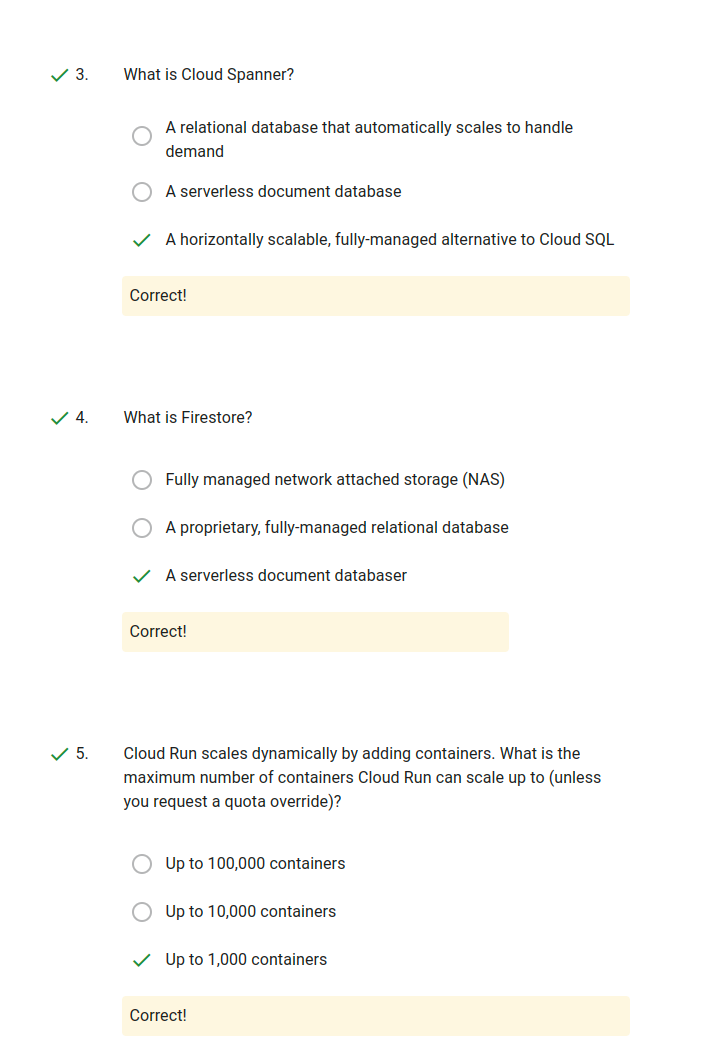 3. What is Cloud Spanner?
A relational database that automatically scales to handle
demand
A serverless document database
A horizontally scalable, fully-managed alternative to Cloud SQL
Correct!
4. What is Firestore?
Fully managed network attached storage (NAS)
A proprietary, fully-managed relational database
A serverless document databaser
Correct!
5. Cloud Run scales dynamically by adding containers. What is the
maximum number of containers Cloud Run can scale up to (unless
you request a quota override)?
Up to 100,000 containers
Up to 10,000 containers
Up to 1,000 containers
Correct!